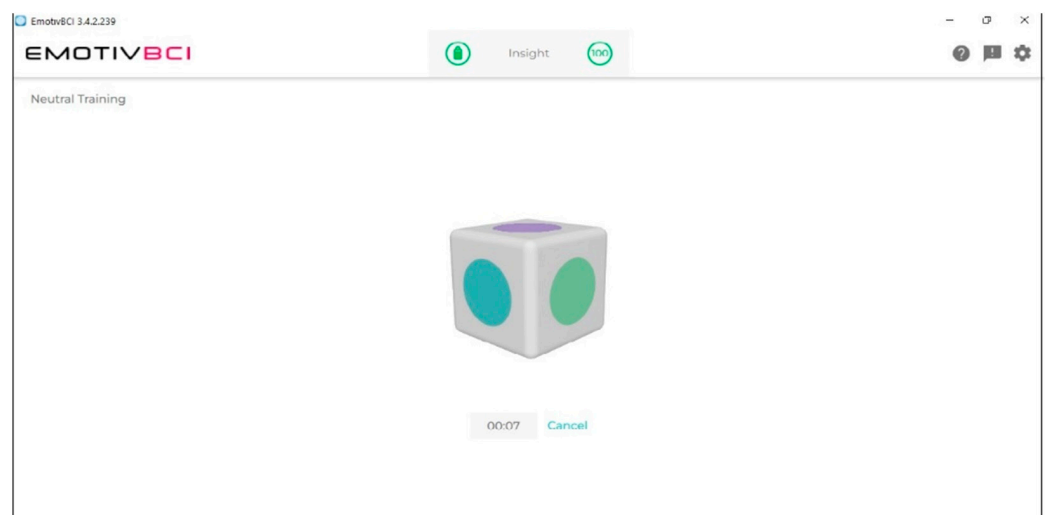 EmotivBCI 3.4.2.239
EMOTIVBCI
Insight
100
Neutral Training
00:07
Cancel